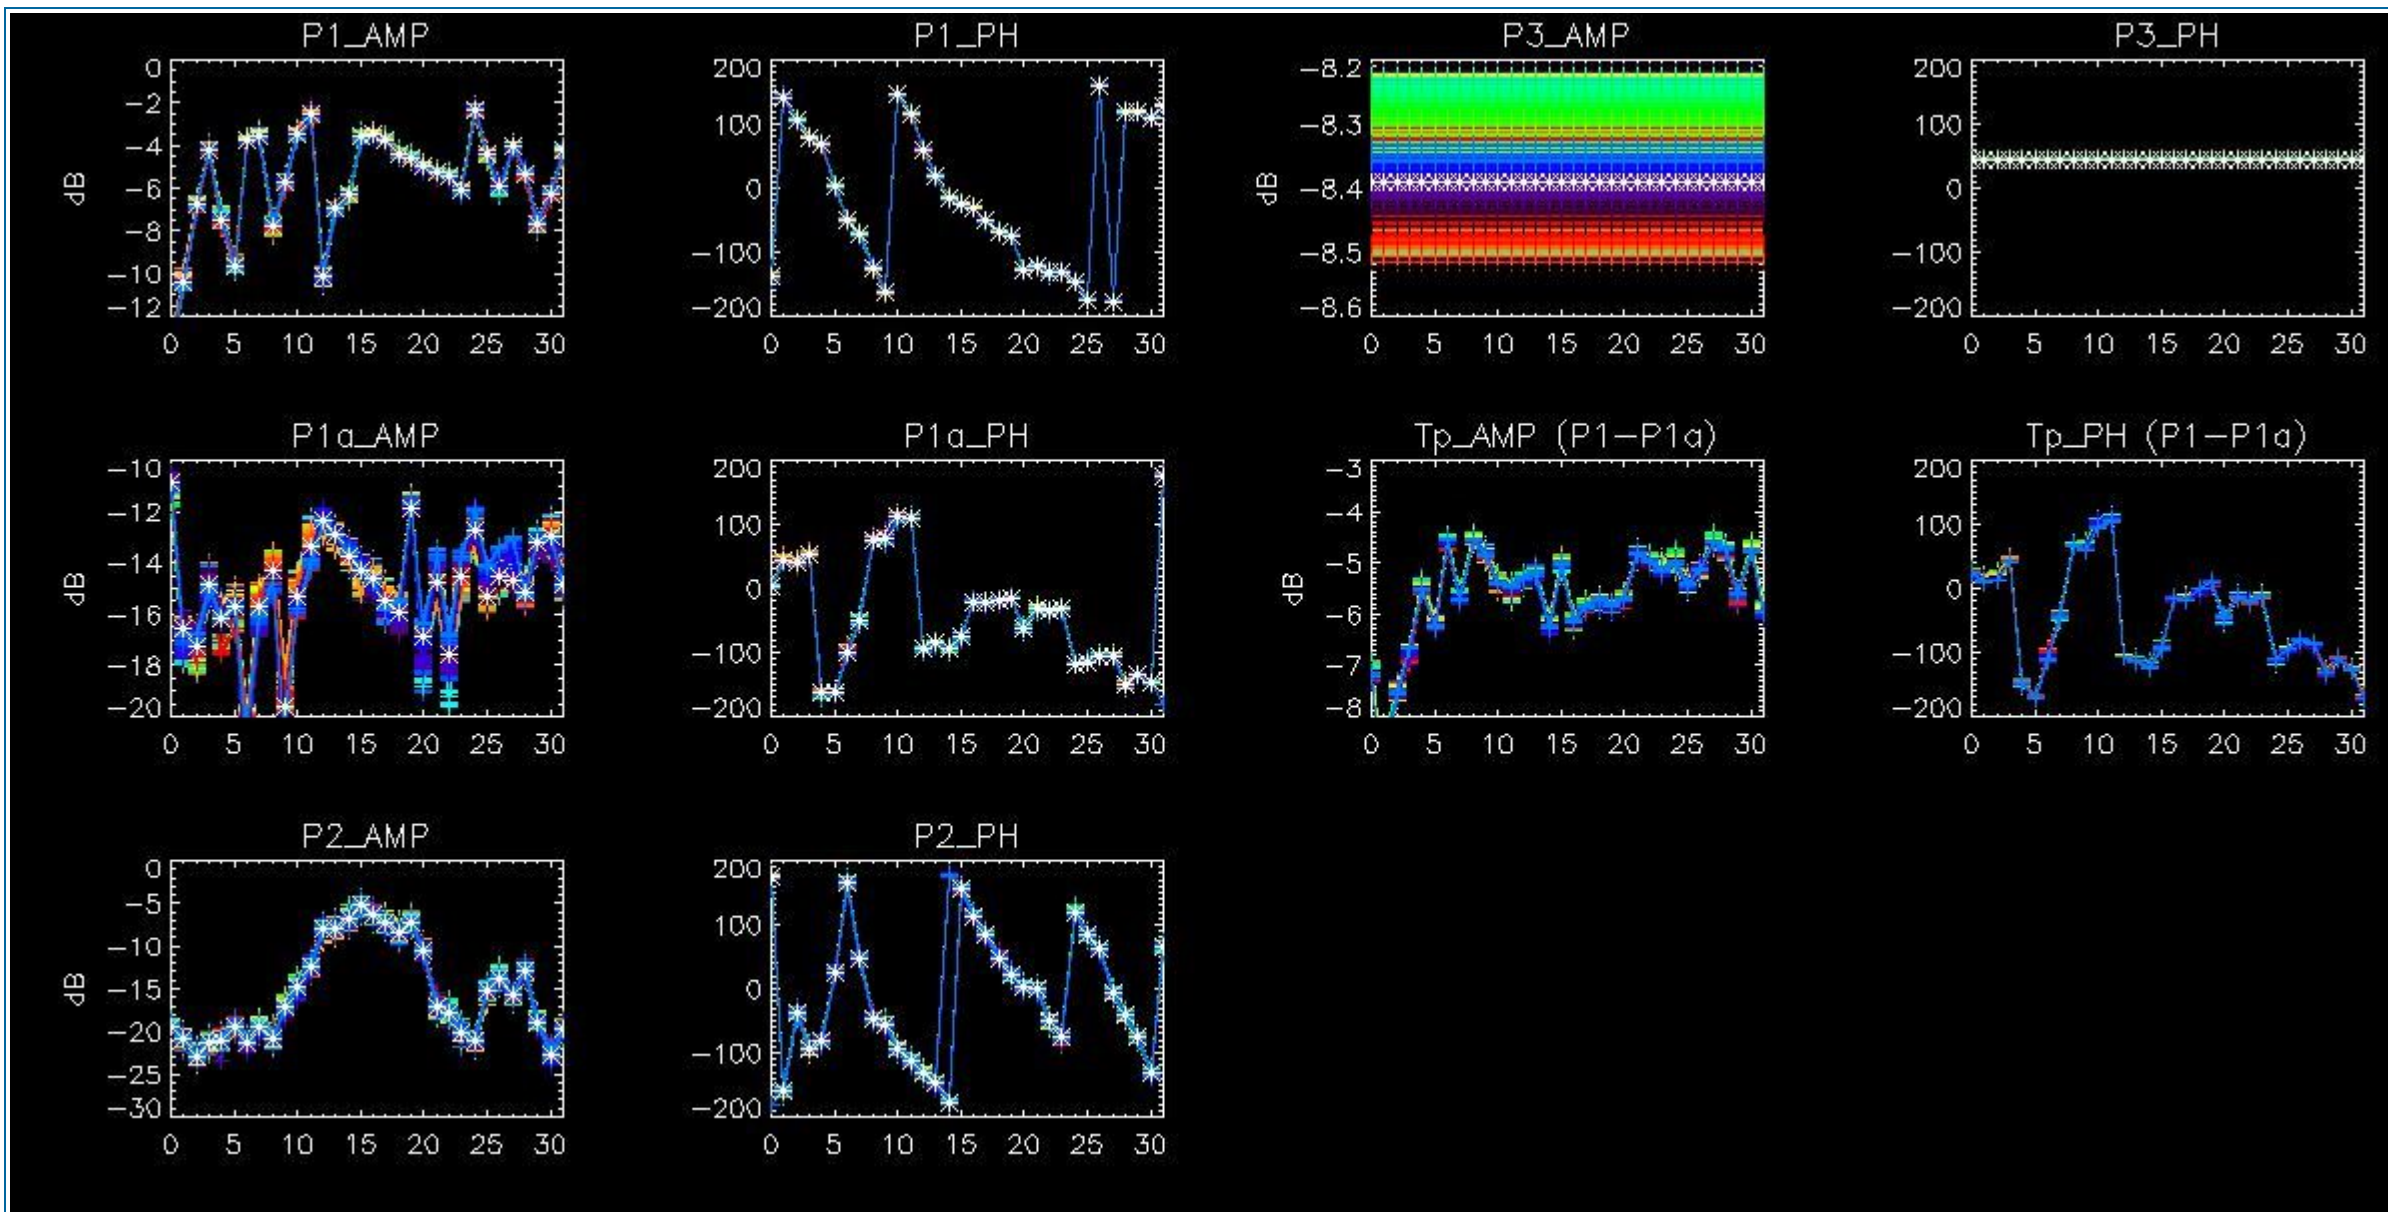 P1_AMP
0
−2
−4
−6
−8
−10
−12
dB
0 5 10 15 20 25 30
P1_PH
200
100
0
−100
−200
0 5 10 15 20 25 30
P3_AMP
−8.2
−8.3
−8.4
−8.5
−8.6
dB
0 5 10 15 20 25 30
P3_PH
200
100
0
−100
−200
0 5 10 15 20 25 30
P1a_AMP
−10
−12
−14
−16
−18
−20
dB
0 5 10 15 20 25 30
P1a_PH
200
100
0
−100
−200
0 5 10 15 20 25 30
Tp_AMP (P1−P1a)
−3
−4
−5
−6
−7
−8
dB
0 5 10 15 20 25 30
Tp_PH (P1−P1a)
200
100
0
−100
−200
0 5 10 15 20 25 30
P2_AMP
0
−5
−10
−15
−20
−25
−30
dB
0 5 10 15 20 25 30
P2_PH
200
100
0
−100
−200
0 5 10 15 20 25 30